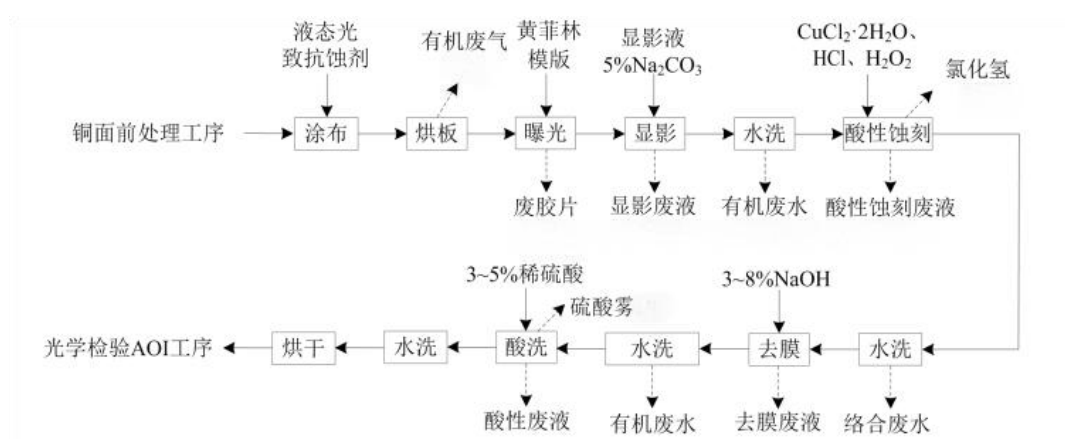 液态光
致抗蚀剂
有机废气
黄菲林
模版
显影液
5%Na₂CO₃
CuCl₂·2H₂O、
HCl、H₂O₂
氯化氢
铜面前处理工序
涂布
烘板
曝光
显影
水洗
酸性蚀刻
废胶片
显影废液
有机废水
酸性蚀刻废液
3~5%稀硫酸
硫酸雾
3~8%NaOH
光学检验AOI工序
烘干
水洗
酸洗
水洗
去膜
水洗
酸性废液
有机废水
去膜废液
络合废水